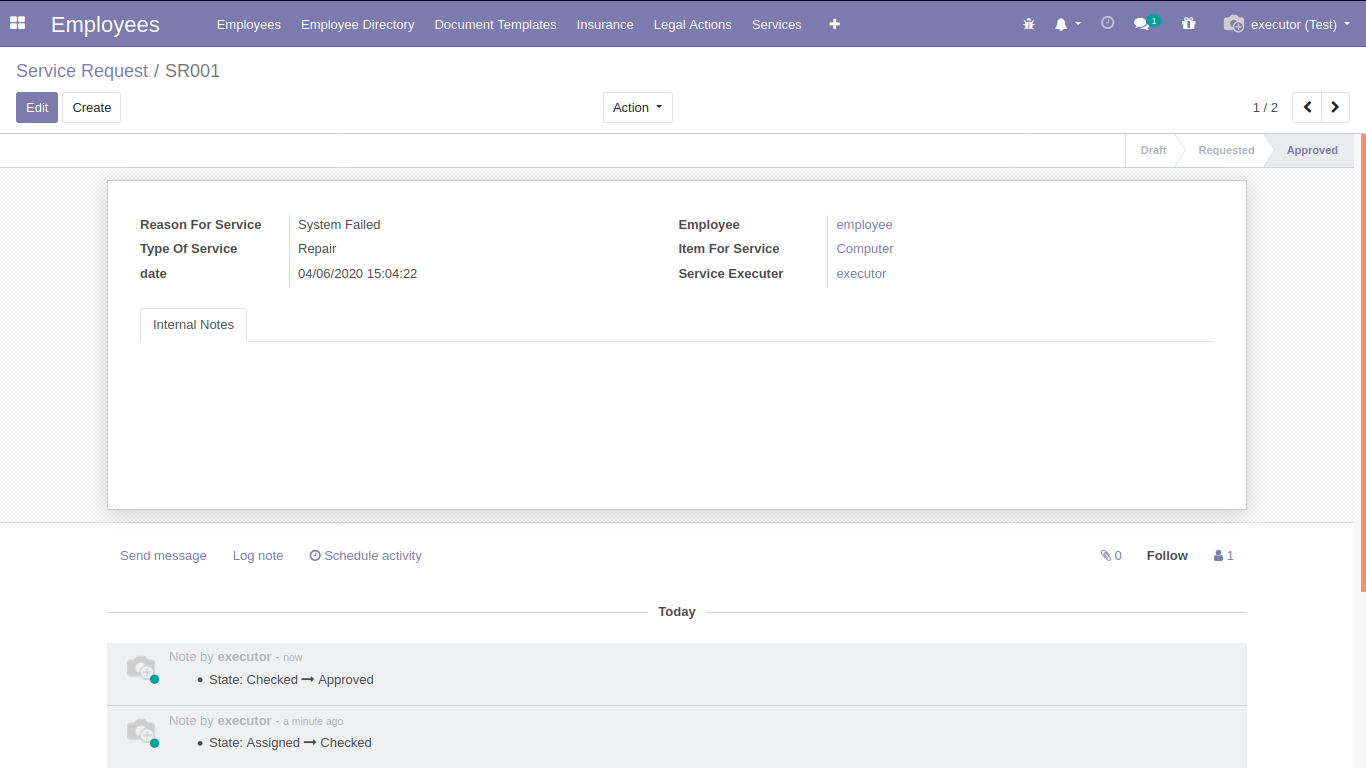 Employees Employees Employee Directory Document Templates Insurance Legal Actions Services 1 executor (Test)
Service Request / SR001
Edit Create Action 1 / 2
Draft Requested Approved
Reason For Service System Failed Employee employee
Type Of Service Repair Item For Service Computer
date 04/06/2020 15:04:22 Service Executer executor
Internal Notes
Send message Log note Schedule activity 0 Follow 1
Today
Note by executor - now
• State: Checked → Approved
Note by executor - a minute ago
• State: Assigned → Checked